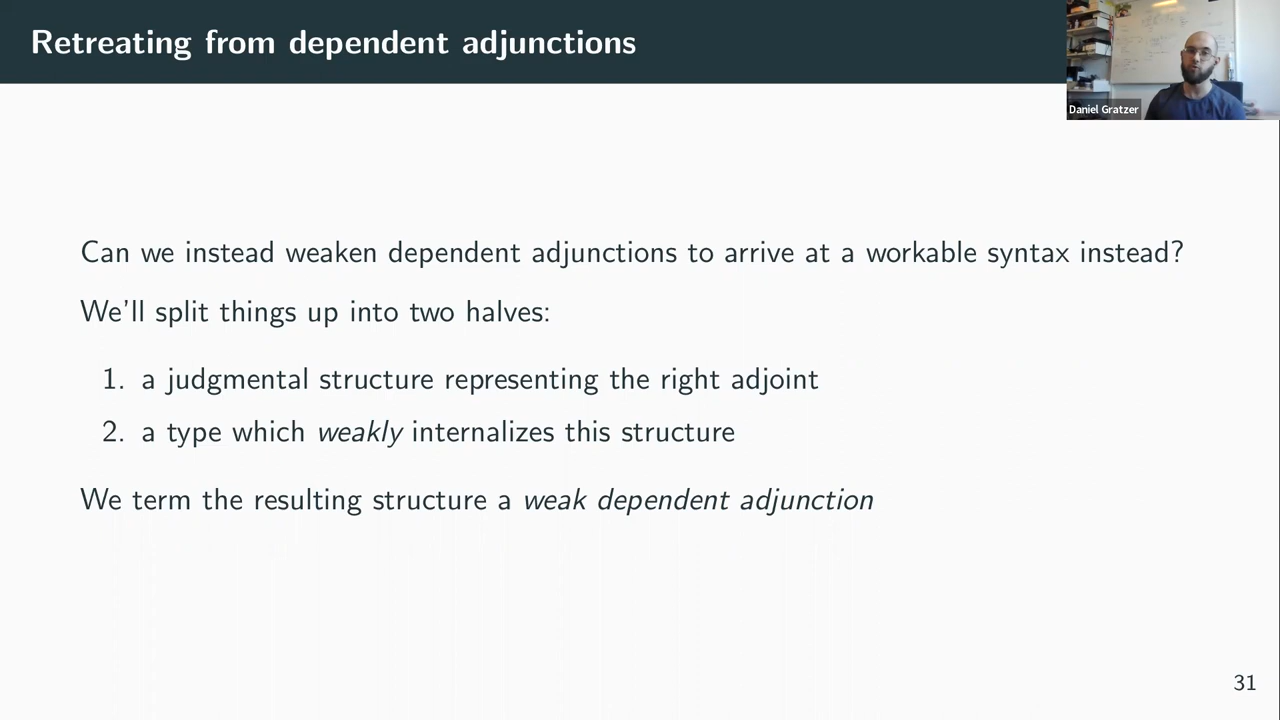 Retreating from dependent adjunctions
Daniel Gratzer
Can we instead weaken dependent adjunctions to arrive at a workable syntax instead?
We'll split things up into two halves:
1. a judgmental structure representing the right adjoint
2. a type which weakly internalizes this structure
We term the resulting structure a weak dependent adjunction
31